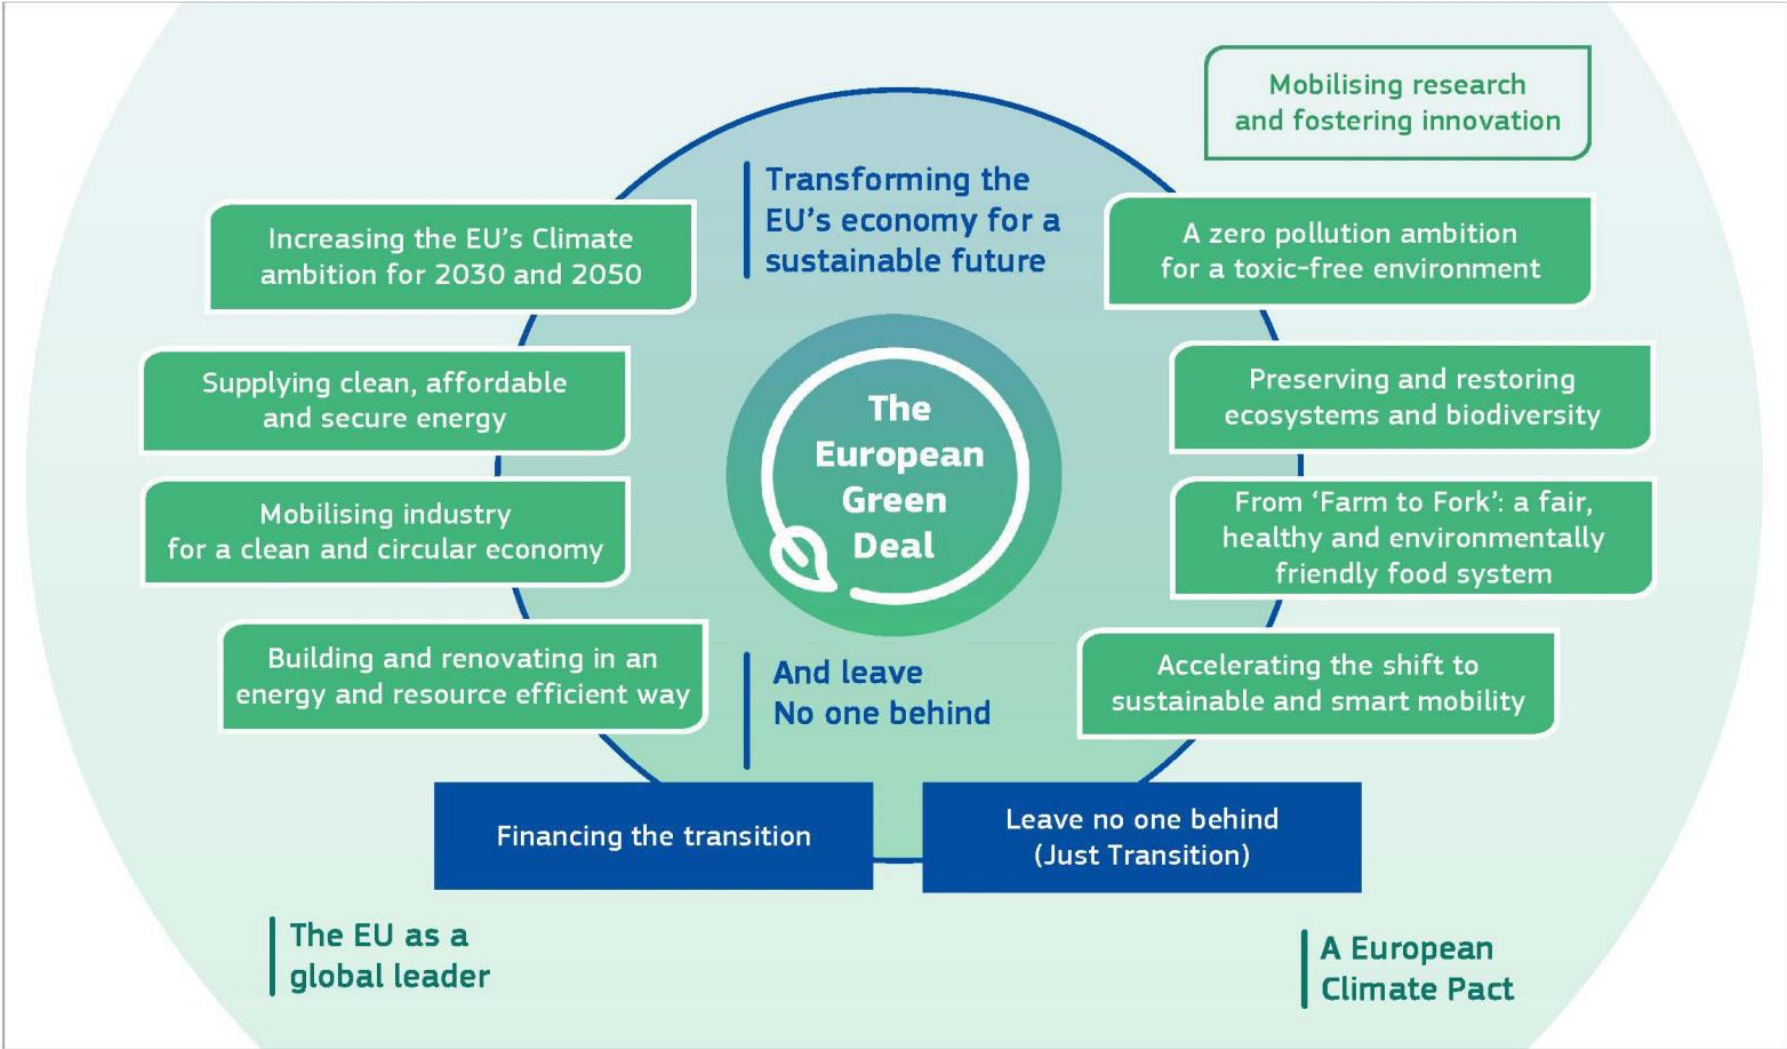 Mobilising research
and fostering innovation
Transforming the
EU's economy for a
sustainable future
Increasing the EU's Climate
ambition for 2030 and 2050
A zero pollution ambition
for a toxic-free environment
Supplying clean, affordable
and secure energy
Preserving and restoring
ecosystems and biodiversity
The
European
Green
Deal
Mobilising industry
for a clean and circular economy
From ‘Farm to Fork’: a fair,
healthy and environmentally
friendly food system
Building and renovating in an
energy and resource efficient way
And leave
No one behind
Accelerating the shift to
sustainable and smart mobility
Financing the transition
Leave no one behind
(Just Transition)
The EU as a
global leader
A European
Climate Pact